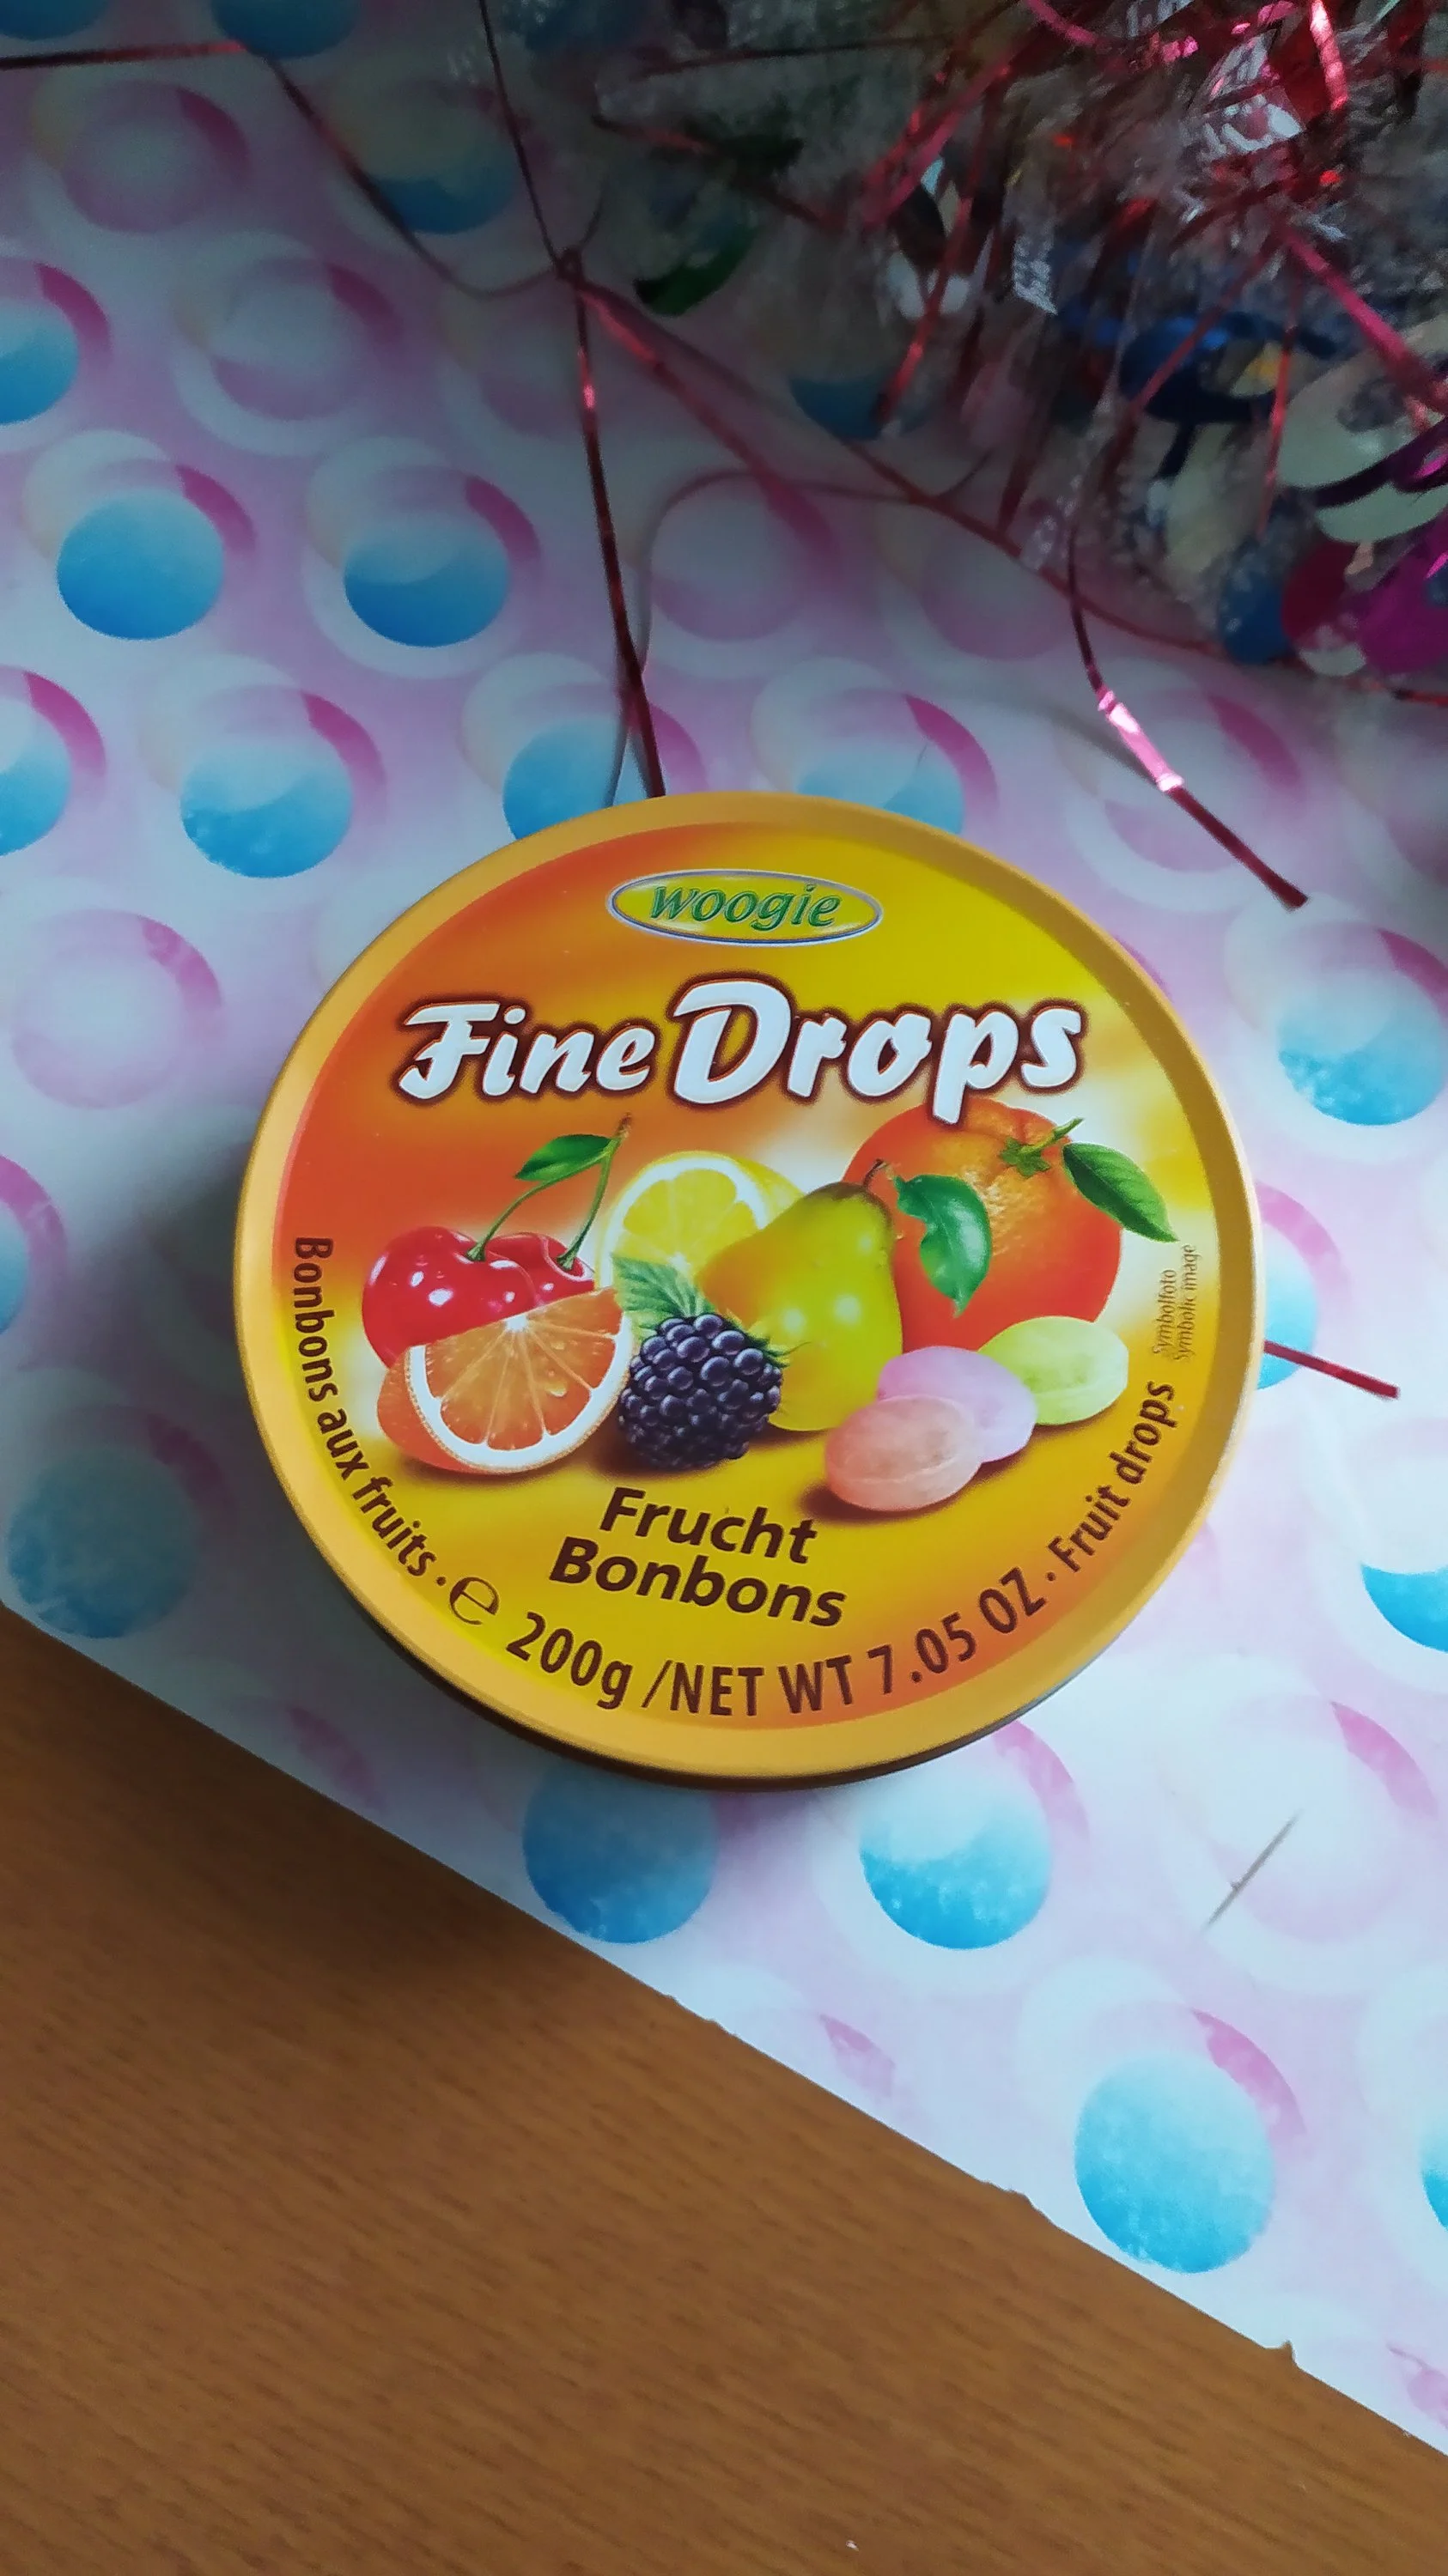 woogie
Fine Drops
Symbolfoto
Symbolic image
Frucht
Bonbons
Bonbons aux fruits · ℮ 200g /NET WT 7.05 OZ · Fruit drops